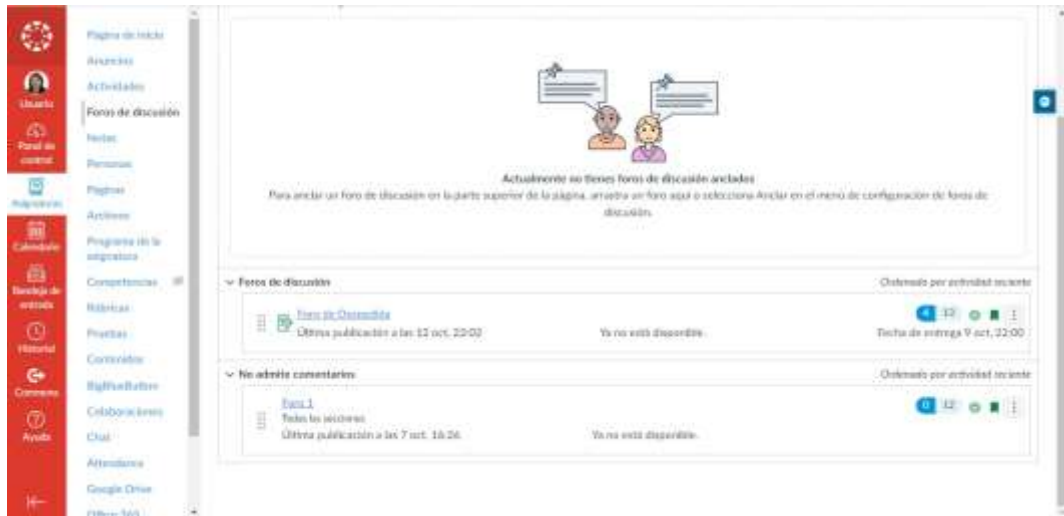 Usuario
Panel de
control
Asignaturas
Calendario
Bandeja de
entrada
Historial
Commons
Ayuda
Página de inicio
Anuncios
Actividades
Foros de discusión
Notas
Personas
Páginas
Archivos
Programa de la
asignatura
Competencias
Rúbricas
Pruebas
Contenidos
BigBlueButton
Colaboraciones
Chat
Attendance
Google Drive
Office 365
Actualmente no tienes foros de discusión anclados
Para anclar un foro de discusión en la parte superior de la página, arrastra un foro aquí o selecciona Anclar en el menú de configuración de foros de
discusión.
Foros de discusión
Ordenado por actividad reciente
Foro de Despedida
4 12
Última publicación a las 12 oct. 22:02
Ya no está disponible.
Fecha de entrega 9 oct, 22:00
No admite comentarios
Ordenado por actividad reciente
Foro 1
0 12
Todas las secciones
Última publicación a las 7 oct. 16:26
Ya no está disponible.